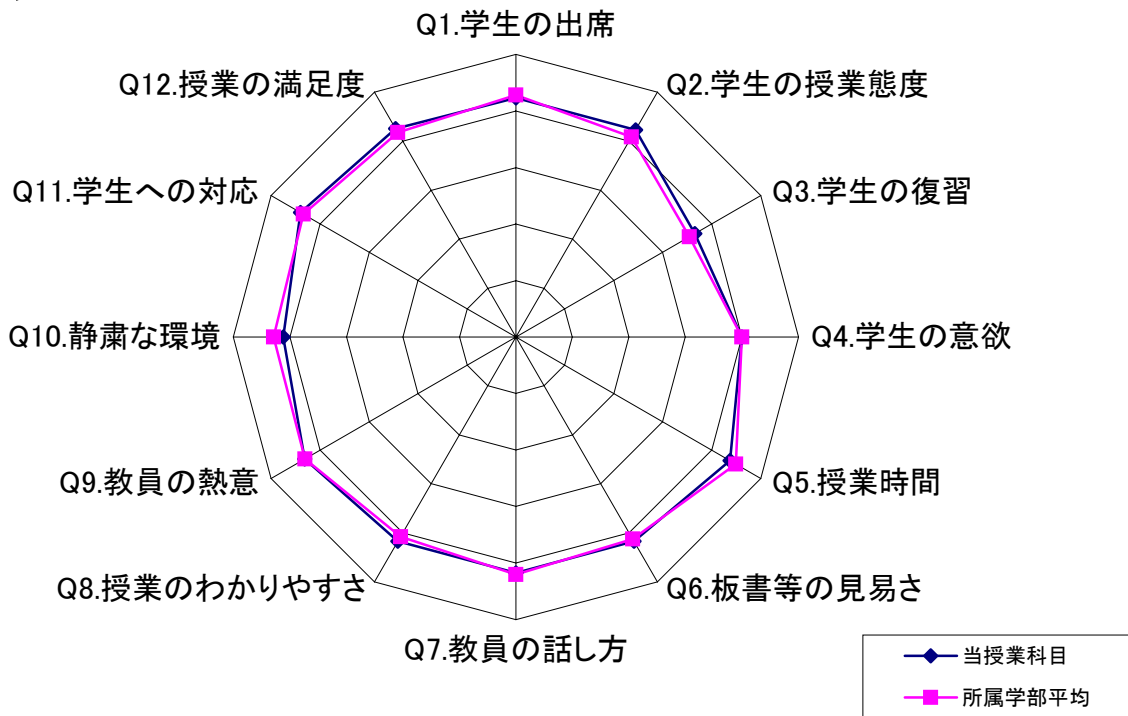 Q1.学生の出席
Q2.学生の授業態度
Q3.学生の復習
Q4.学生の意欲
Q5.授業時間
Q6.板書等の見易さ
Q7.教員の話し方
Q8.授業のわかりやすさ
Q9.教員の熱意
Q10.静粛な環境
Q11.学生への対応
Q12.授業の満足度
当授業科目
所属学部平均